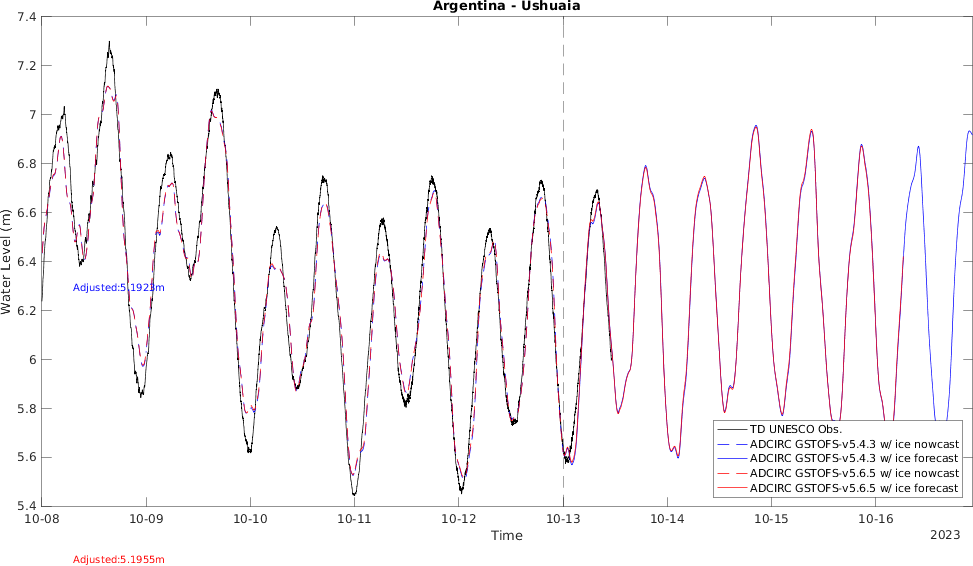 Argentina - Ushuaia
7.4
7.2
7
6.8
6.6
6.4
6.2
6
5.8
5.6
5.4
Water Level (m)
Adjusted:5.1923m
TD UNESCO Obs.
ADCIRC GSTOFS-v5.4.3 w/ ice nowcast
ADCIRC GSTOFS-v5.4.3 w/ ice forecast
ADCIRC GSTOFS-v5.6.5 w/ ice nowcast
ADCIRC GSTOFS-v5.6.5 w/ ice forecast
10-08 10-09 10-10 10-11 10-12 10-13 10-14 10-15 10-16
Time
2023
Adjusted:5.1955m